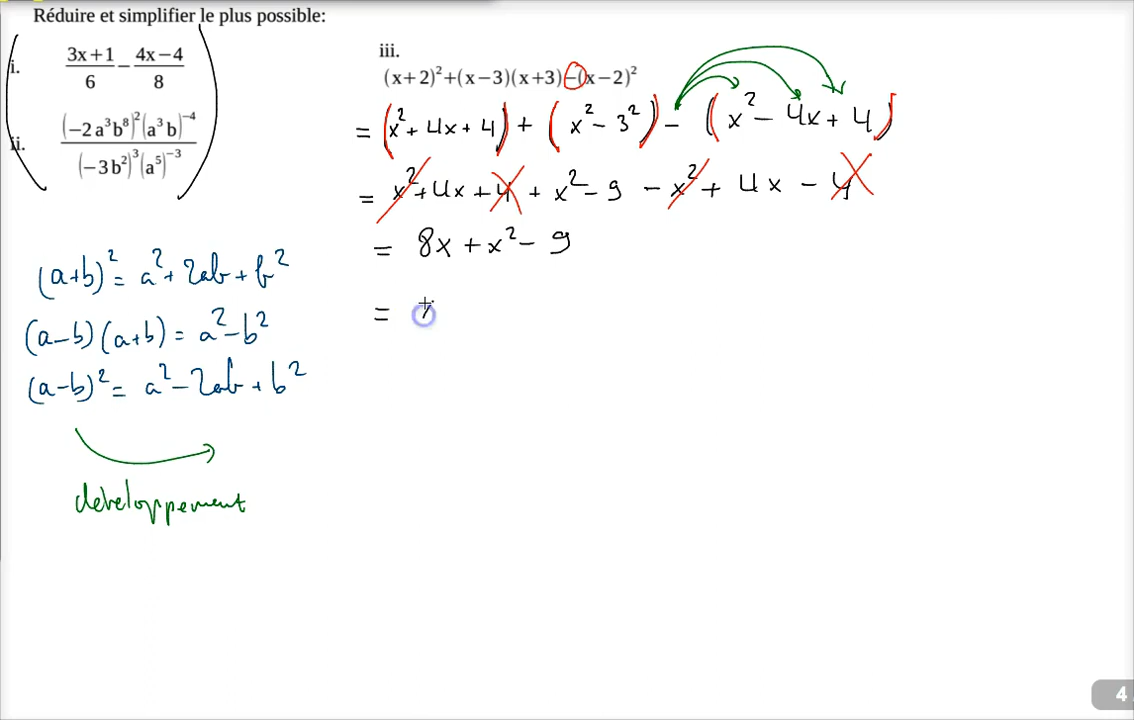 Réduire et simplifier le plus possible:
i. (3x+1)/6 − (4x−4)/8
ii. (−2a³b⁸)²(a³b)⁻⁴ / (−3b²)³(a⁵)⁻³
iii.
(x+2)²+(x−3)(x+3)−(x−2)²
= (x² + 4x + 4) + (x² − 3²) − (x² − 4x + 4)
= x² + 4x + 4 + x² − 9 − x² + 4x − 4
= 8x + x² − 9
=
(a+b)² = a² + 2ab + b²
(a−b)(a+b) = a² − b²
(a−b)² = a² − 2ab + b²
développement
4